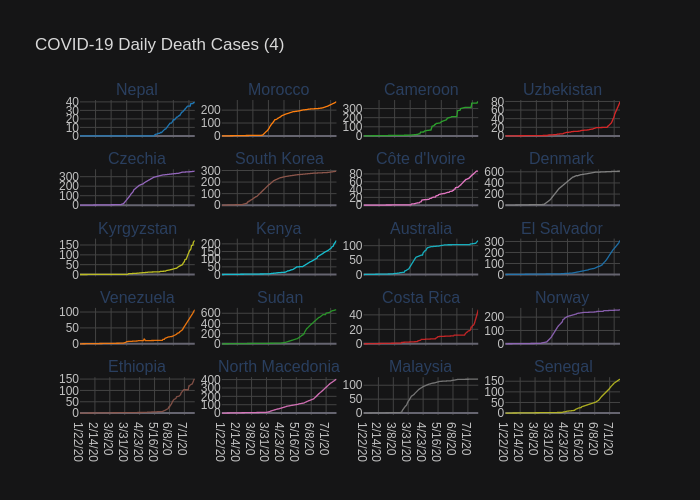 COVID-19 Daily Death Cases (4)
Nepal Morocco Cameroon Uzbekistan
40 30 20 10 0
200 100 0
300 200 100 0
80 60 40 20 0
Czechia South Korea Côte d'Ivoire Denmark
300 200 100 0
300 200 100 0
80 60 40 20 0
600 400 200 0
Kyrgyzstan Kenya Australia El Salvador
150 100 50 0
200 150 100 50 0
100 50 0
300 200 100 0
Venezuela Sudan Costa Rica Norway
100 50 0
600 400 200 0
40 20 0
200 100 0
Ethiopia North Macedonia Malaysia Senegal
150 100 50 0
400 300 200 100 0
100 50 0
150 100 50 0
1/22/20 2/14/20 3/8/20 3/31/20 4/23/20 5/16/20 6/8/20 7/1/20
1/22/20 2/14/20 3/8/20 3/31/20 4/23/20 5/16/20 6/8/20 7/1/20
1/22/20 2/14/20 3/8/20 3/31/20 4/23/20 5/16/20 6/8/20 7/1/20
1/22/20 2/14/20 3/8/20 3/31/20 4/23/20 5/16/20 6/8/20 7/1/20